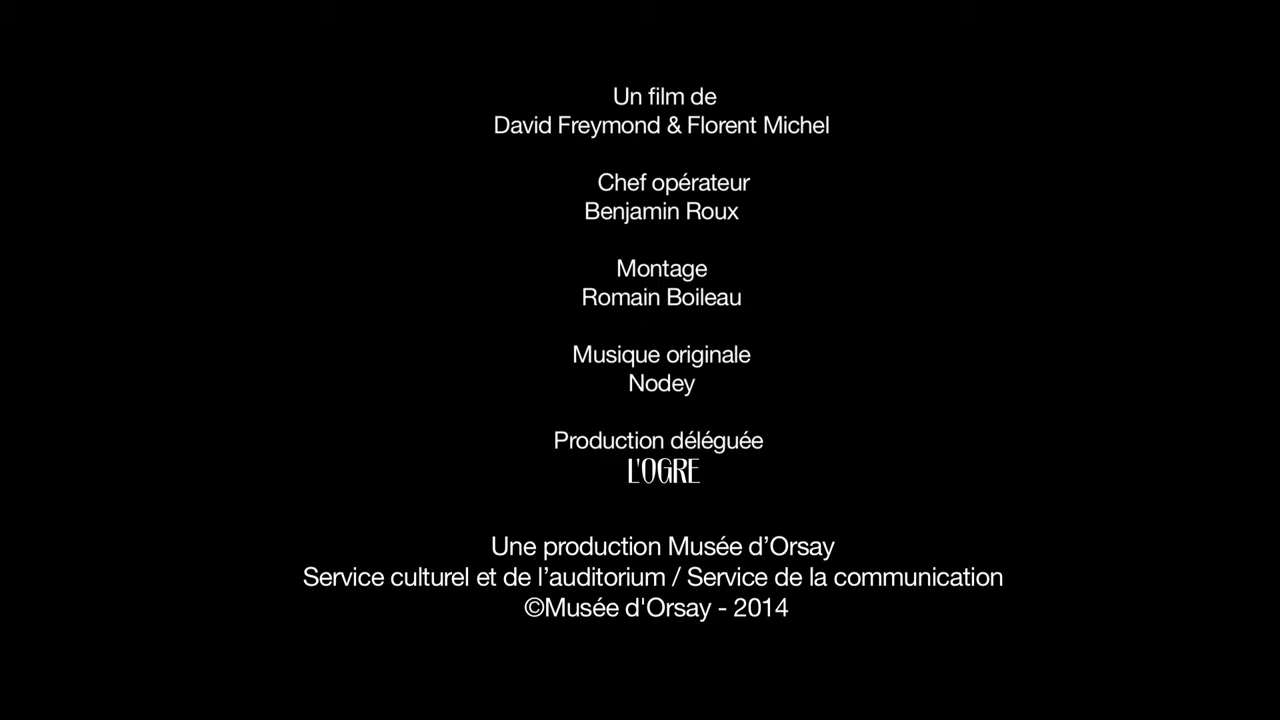 Un film de
David Freymond & Florent Michel
Chef opérateur
Benjamin Roux
Montage
Romain Boileau
Musique originale
Nodey
Production déléguée
L'OGRE
Une production Musée d’Orsay
Service culturel et de l’auditorium / Service de la communication
©Musée d'Orsay - 2014